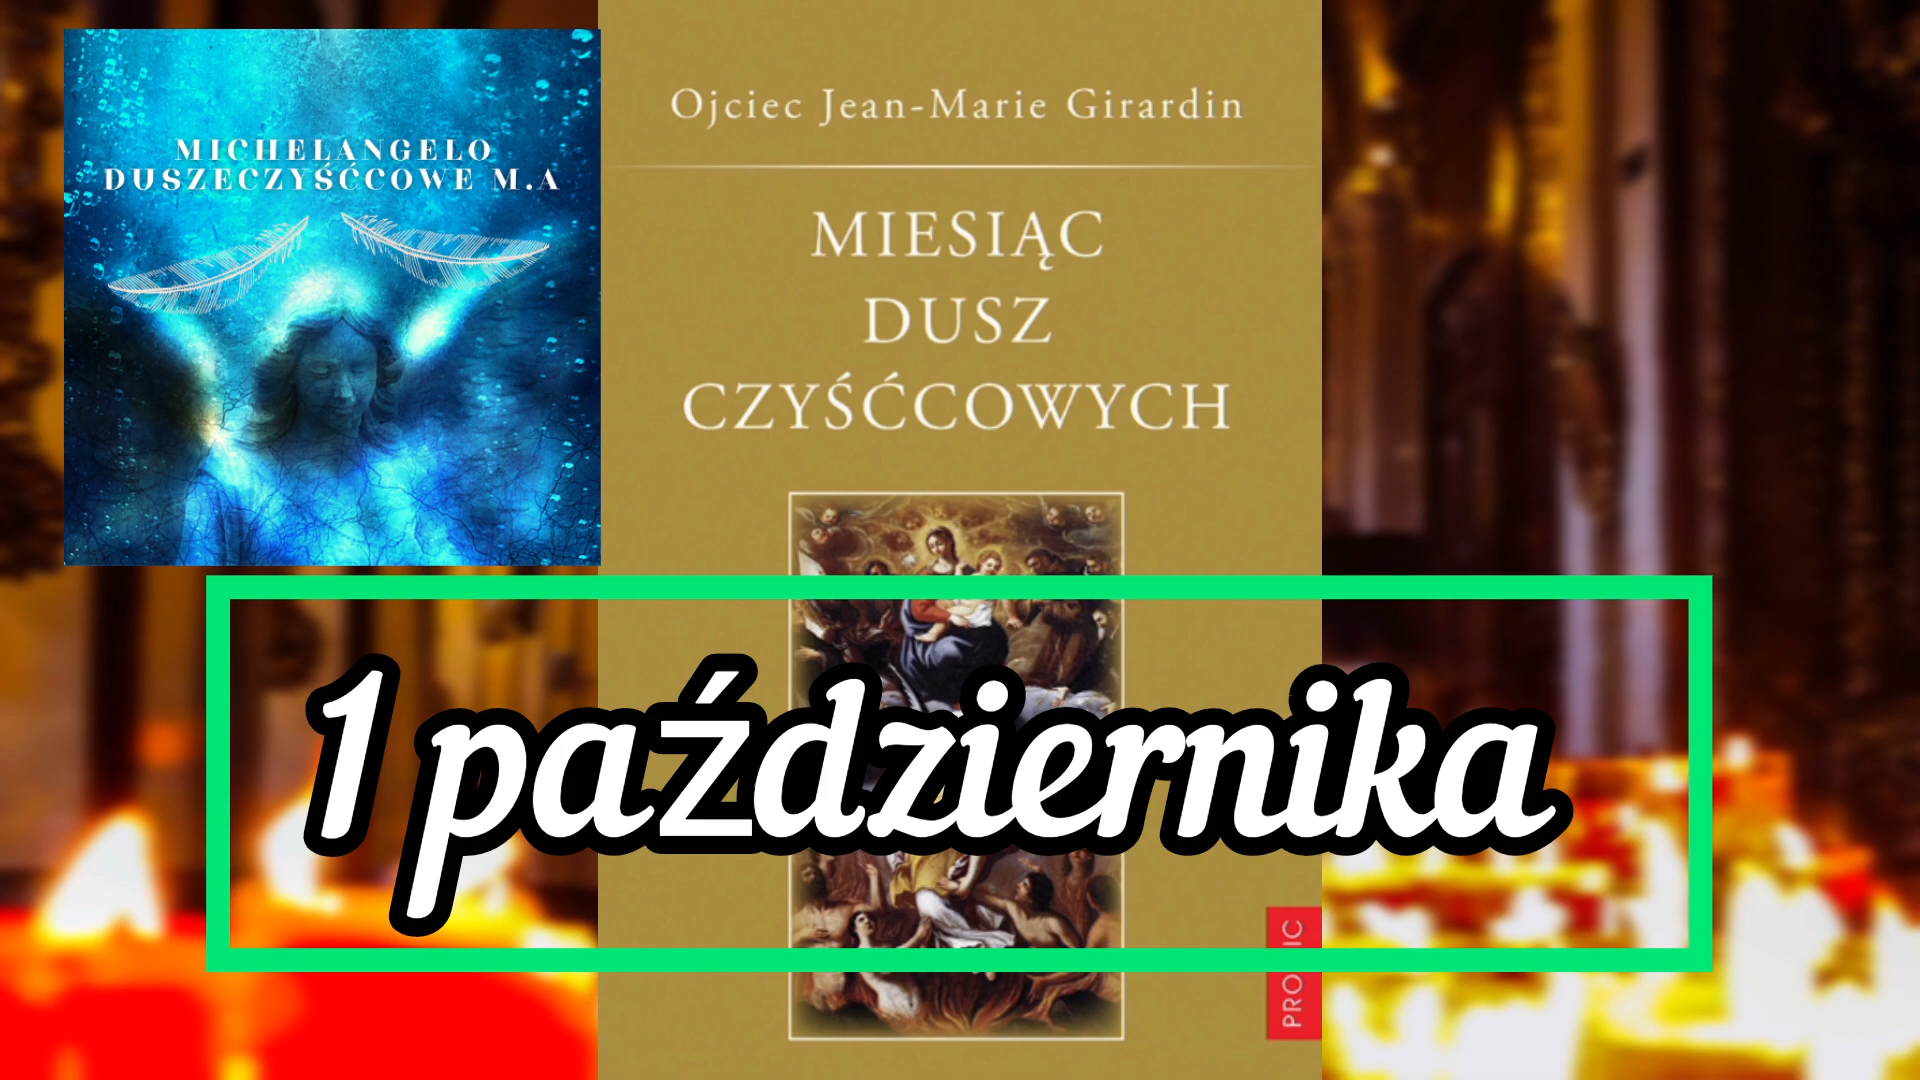 MICHELANGELO
DUSZECZYŚĆCOWE M.A
Ojciec Jean-Marie Girardin
MIESIĄC
DUSZ
CZYŚĆCOWYCH
1 października